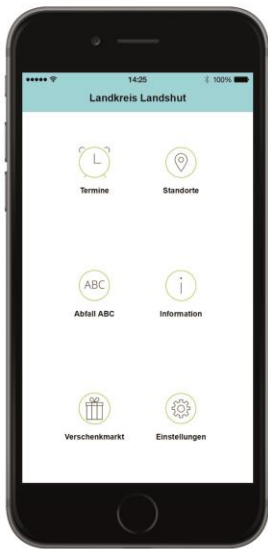 14:25 100%
Landkreis Landshut
Termine Standorte
ABC
Abfall ABC Information
Verschenkmarkt Einstellungen